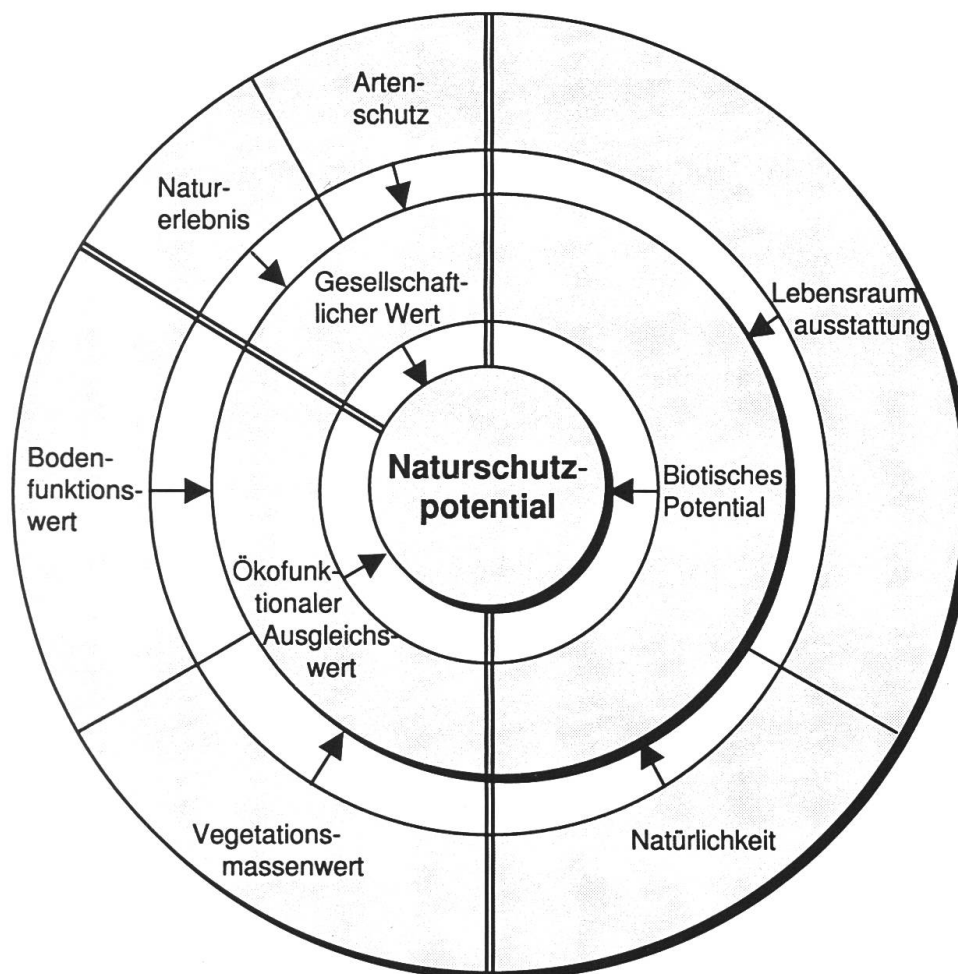 Arten-
schutz
Natur-
erlebnis
Gesellschaft-
licher Wert
Lebensraum
ausstattung
Boden-
funktions-
wert
Naturschutz-
potential
Biotisches
Potential
Ökofunk-
tionaler
Ausgleichs-
wert
Vegetations-
massenwert
Natürlichkeit